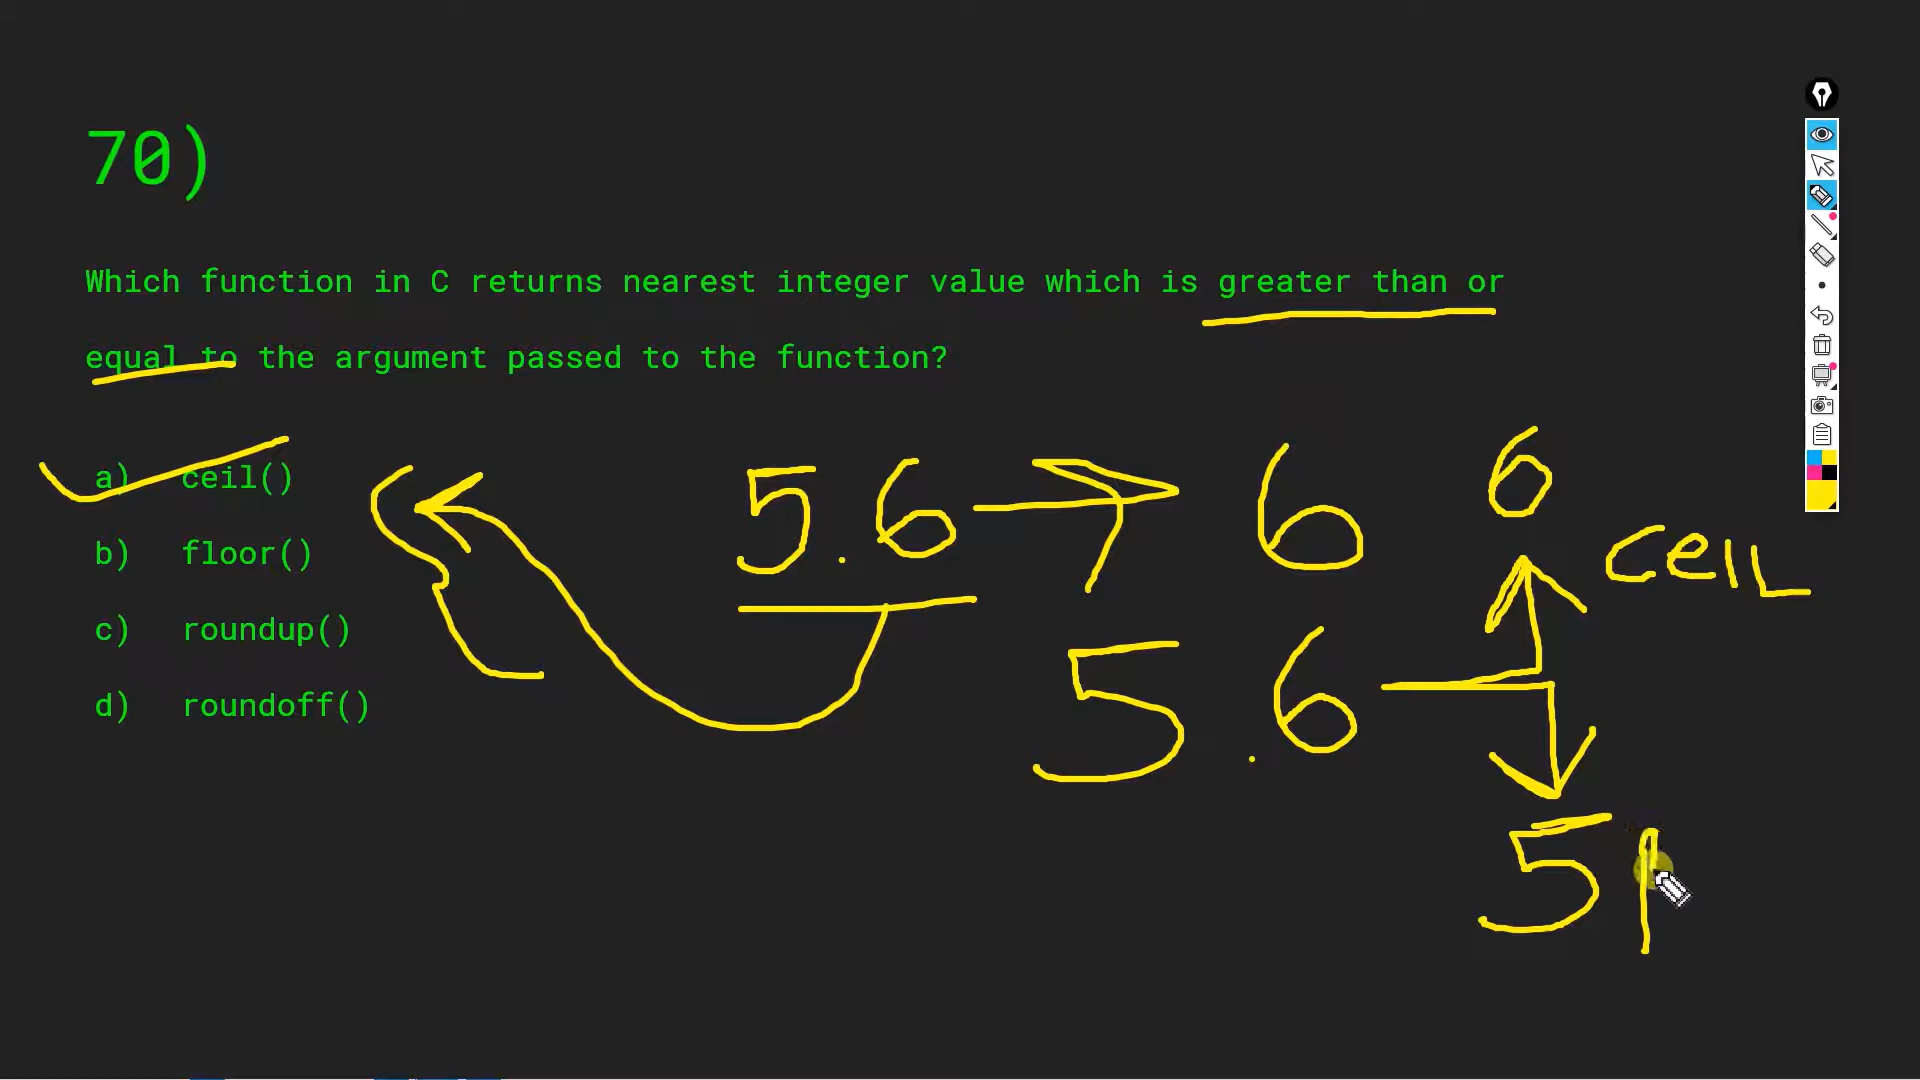 70)
Which function in C returns nearest integer value which is greater than or
equal to the argument passed to the function?
a) ceil()
b) floor()
c) roundup()
d) roundoff()
5.6 6
6
CEIL
5.6
5